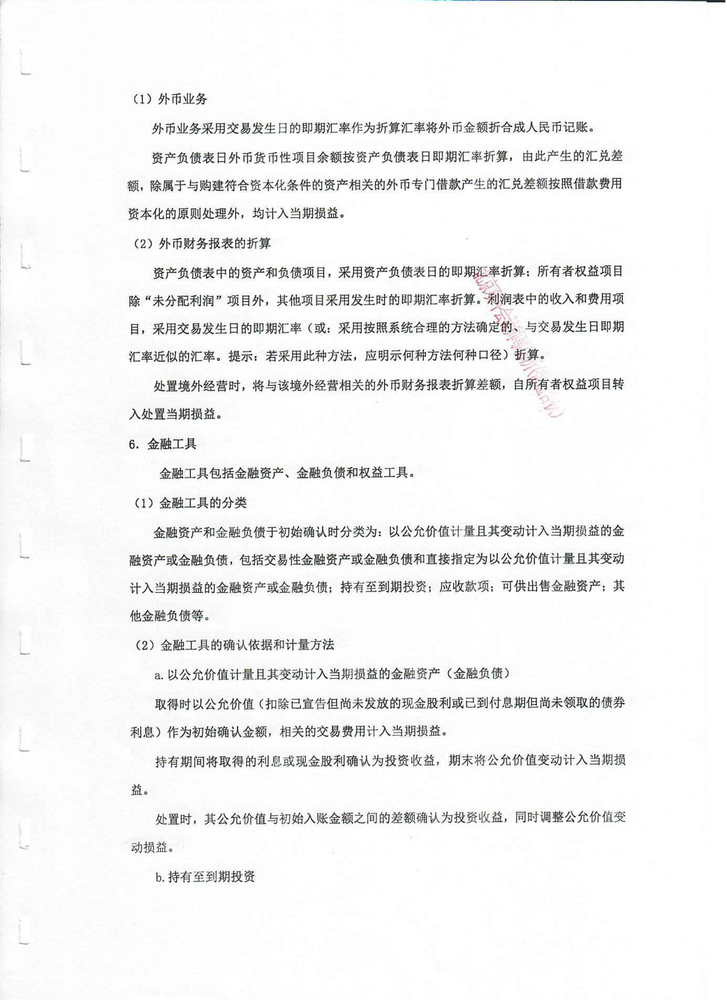 （1）外币业务
外币业务采用交易发生日的即期汇率作为折算汇率将外币金额折合成人民币记账。
资产负债表日外币货币性项目余额按资产负债表日即期汇率折算，由此产生的汇兑差
额，除属于与购建符合资本化条件的资产相关的外币专门借款产生的汇兑差额按照借款费用
资本化的原则处理外，均计入当期损益。
（2）外币财务报表的折算
资产负债表中的资产和负债项目，采用资产负债表日的即期汇率折算；所有者权益项目
除“未分配利润”项目外，其他项目采用发生时的即期汇率折算。利润表中的收入和费用项
目，采用交易发生日的即期汇率（或：采用按照系统合理的方法确定的、与交易发生日即期
汇率近似的汇率。提示：若采用此种方法，应明示何种方法何种口径）折算。
处置境外经营时，将与该境外经营相关的外币财务报表折算差额，自所有者权益项目转
入处置当期损益。
6. 金融工具
金融工具包括金融资产、金融负债和权益工具。
（1）金融工具的分类
金融资产和金融负债于初始确认时分类为：以公允价值计量且其变动计入当期损益的金
融资产或金融负债，包括交易性金融资产或金融负债和直接指定为以公允价值计量且其变动
计入当期损益的金融资产或金融负债；持有至到期投资；应收款项；可供出售金融资产；其
他金融负债等。
（2）金融工具的确认依据和计量方法
a.以公允价值计量且其变动计入当期损益的金融资产（金融负债）
取得时以公允价值（扣除已宣告但尚未发放的现金股利或已到付息期但尚未领取的债券
利息）作为初始确认金额，相关的交易费用计入当期损益。
持有期间将取得的利息或现金股利确认为投资收益，期末将公允价值变动计入当期损
益。
处置时，其公允价值与初始入账金额之间的差额确认为投资收益，同时调整公允价值变
动损益。
b.持有至到期投资